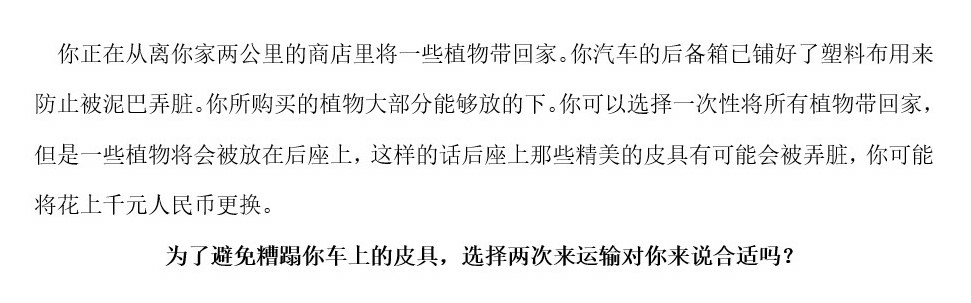 你正在从离你家两公里的商店里将一些植物带回家。你汽车的后备箱已铺好了塑料布用来
防止被泥巴弄脏。你所购买的植物大部分能够放的下。你可以选择一次性将所有植物带回家，
但是一些植物将会被放在后座上，这样的话后座上那些精美的皮具有可能会被弄脏，你可能
将花上千元人民币更换。
为了避免糟蹋你车上的皮具，选择两次来运输对你来说合适吗？